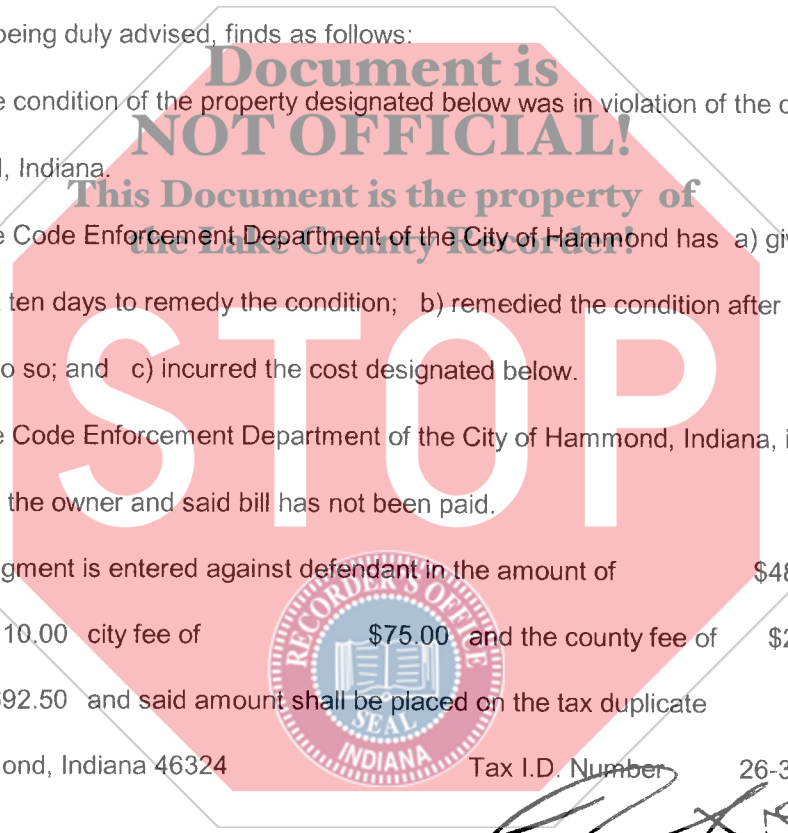 being duly advised, finds as follows:
Document is
e condition of the property designated below was in violation of the c
NOT OFFICIAL!
, Indiana.
This Document is the property of
e Code Enforcement Department of the City of Hammond has a) gi
the Lake County Recorder!
ten days to remedy the condition; b) remedied the condition after
o so; and c) incurred the cost designated below.
STOP
e Code Enforcement Department of the City of Hammond, Indiana, i
the owner and said bill has not been paid.
gment is entered against defendant in the amount of $48
RECORDER'S OFFICE
10.00 city fee of $75.00 and the county fee of $2
92.50 and said amount shall be placed on the tax duplicate
SEAL
INDIANA
ond, Indiana 46324 Tax I.D. Number 26-3